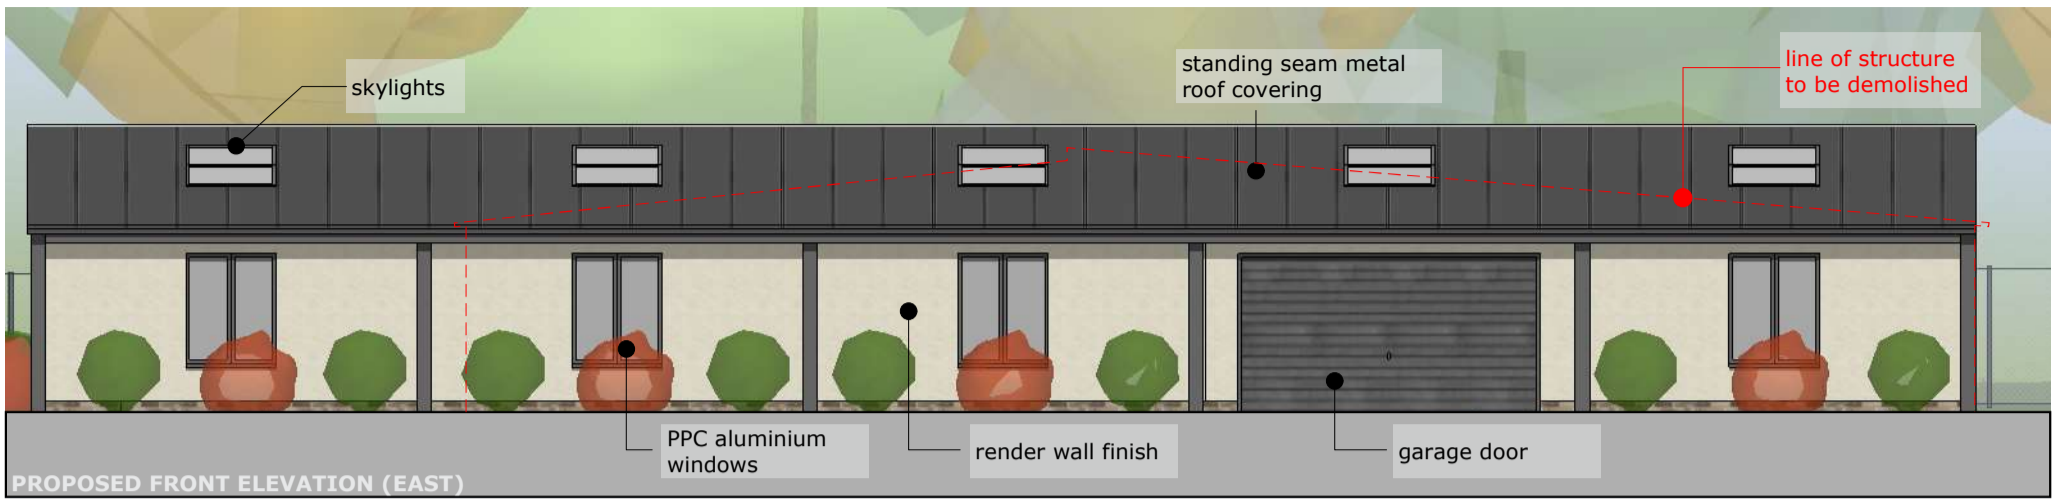 skylights
standing seam metal
roof covering
line of structure
to be demolished
PPC aluminium
windows
render wall finish
garage door
PROPOSED FRONT ELEVATION (EAST)